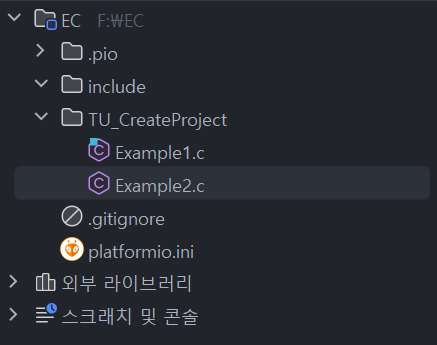 EC F:\EC
.pio
include
TU_CreateProject
Example1.c
Example2.c
.gitignore
platformio.ini
외부 라이브러리
스크래치 및 콘솔